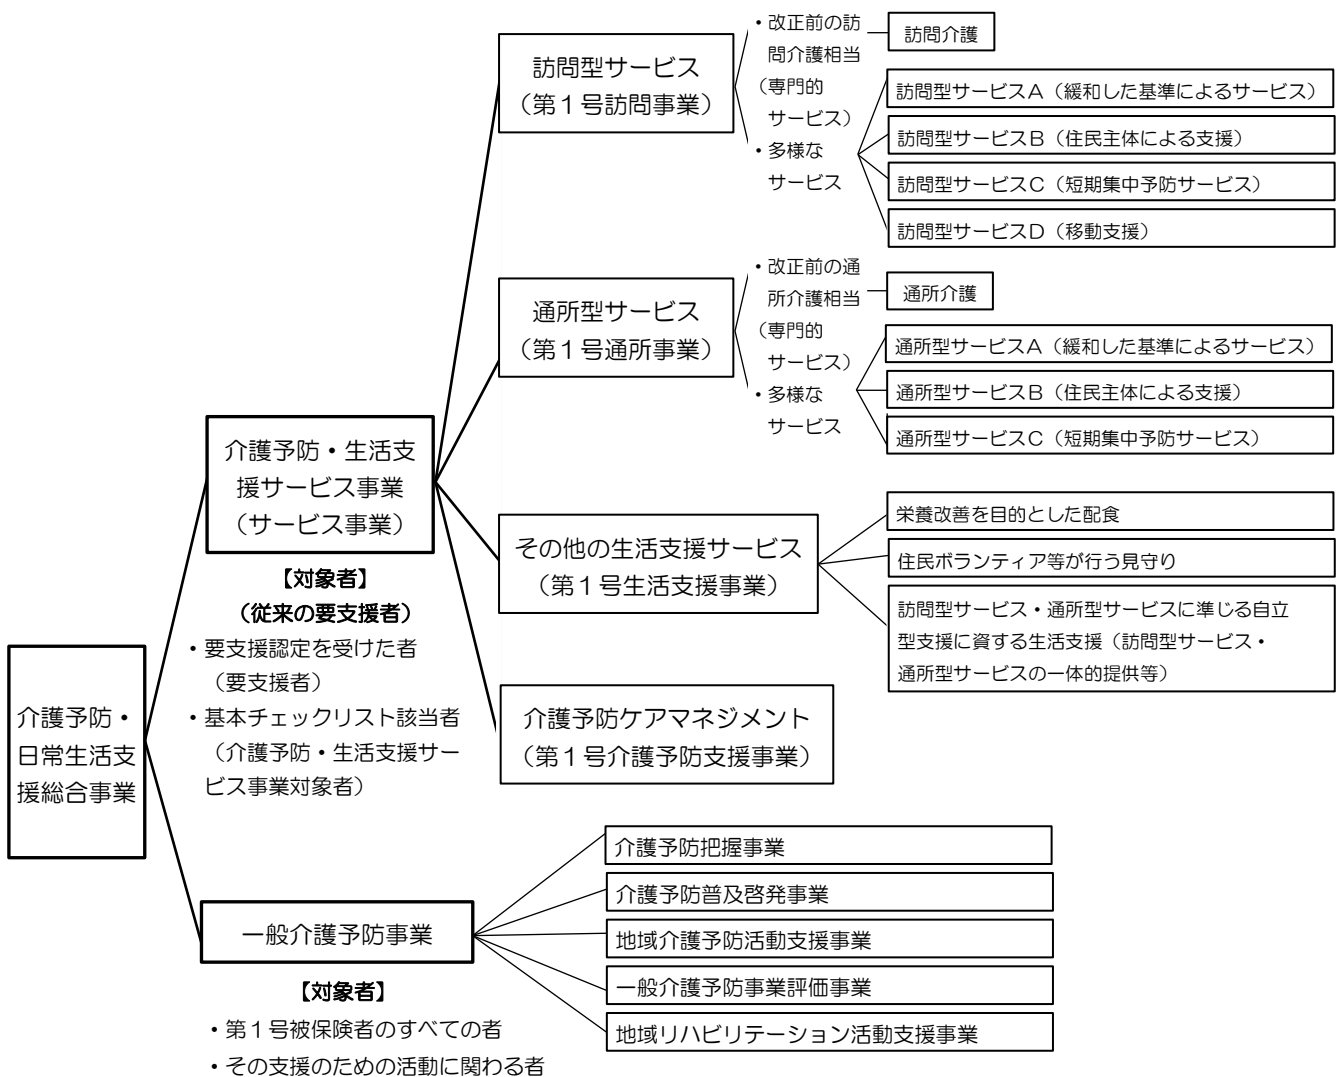 介護予防・
日常生活支
援総合事業
介護予防・生活支
援サービス事業
（サービス事業）
【対象者】
（従来の要支援者）
・要支援認定を受けた者
（要支援者）
・基本チェックリスト該当者
（介護予防・生活支援サー
ビス事業対象者）
訪問型サービス
（第１号訪問事業）
・改正前の訪
問介護相当
（専門的
サービス）
・多様な
サービス
訪問介護
訪問型サービスＡ（緩和した基準によるサービス）
訪問型サービスＢ（住民主体による支援）
訪問型サービスＣ（短期集中予防サービス）
訪問型サービスＤ（移動支援）
通所型サービス
（第１号通所事業）
・改正前の通
所介護相当
（専門的
サービス）
・多様な
サービス
通所介護
通所型サービスＡ（緩和した基準によるサービス）
通所型サービスＢ（住民主体による支援）
通所型サービスＣ（短期集中予防サービス）
その他の生活支援サービス
（第１号生活支援事業）
栄養改善を目的とした配食
住民ボランティア等が行う見守り
訪問型サービス・通所型サービスに準じる自立
型支援に資する生活支援（訪問型サービス・
通所型サービスの一体的提供等）
介護予防ケアマネジメント
（第１号介護予防支援事業）
一般介護予防事業
【対象者】
・第１号被保険者のすべての者
・その支援のための活動に関わる者
介護予防把握事業
介護予防普及啓発事業
地域介護予防活動支援事業
一般介護予防事業評価事業
地域リハビリテーション活動支援事業